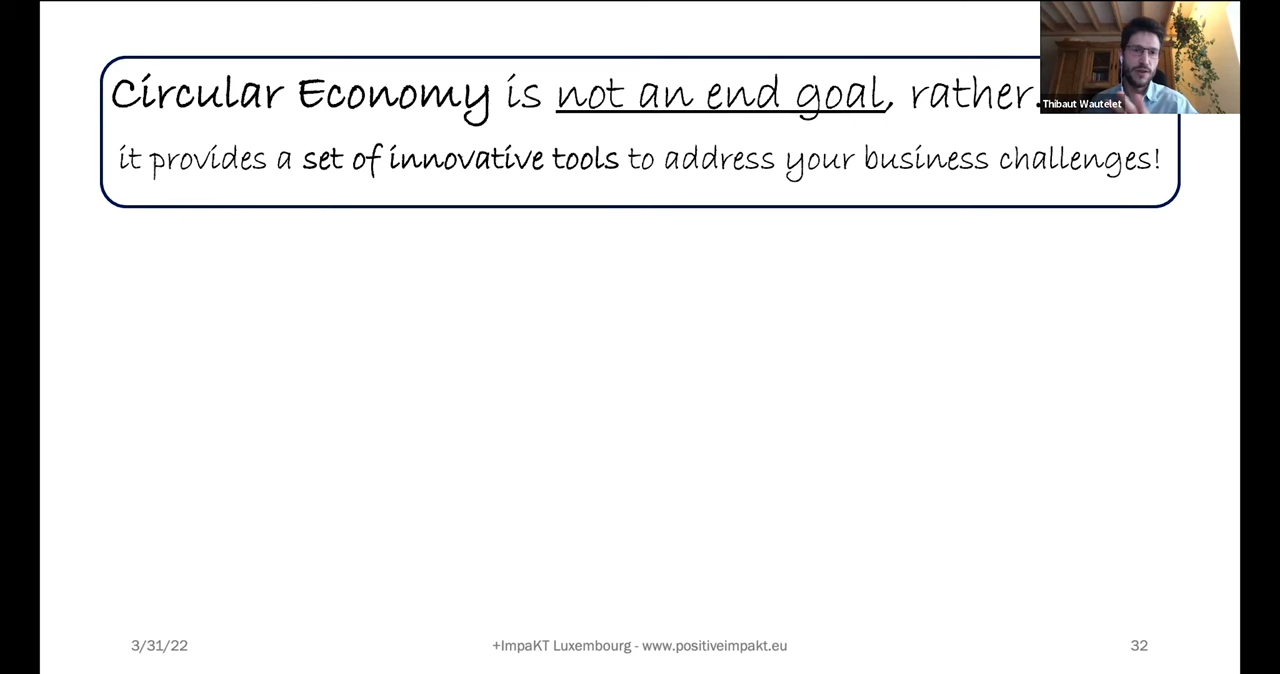 Circular Economy is not an end goal, rather.
Thibaut Wautelet
it provides a set of innovative tools to address your business challenges!
3/31/22
+ImpaKT Luxembourg - www.positiveimpakt.eu
32